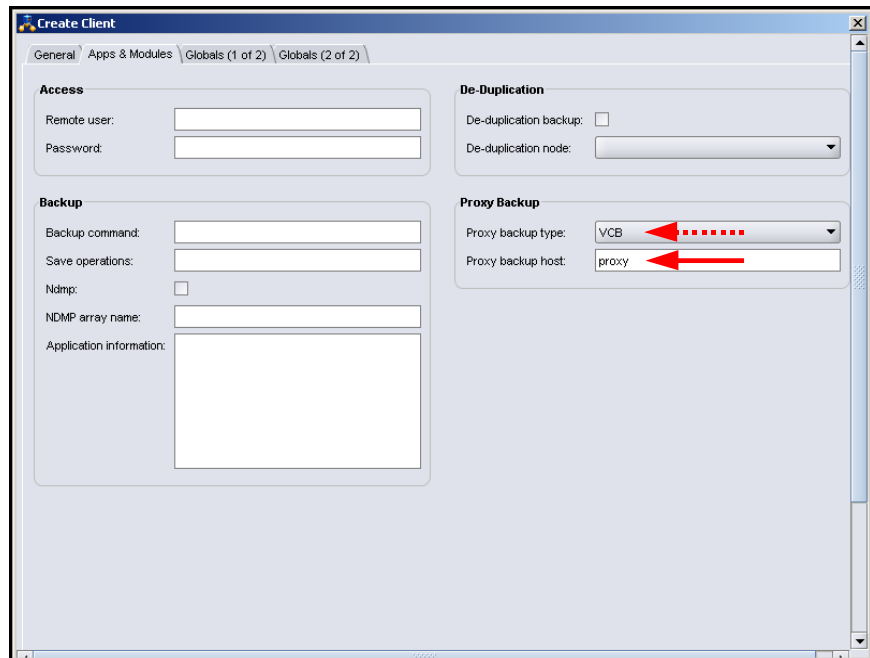 Create Client
General Apps & Modules Globals (1 of 2) Globals (2 of 2)
Access
Remote user:
Password:
Backup
Backup command:
Save operations:
Ndmp:
NDMP array name:
Application information:
De-Duplication
De-duplication backup:
De-duplication node:
Proxy Backup
Proxy backup type: VCB
Proxy backup host: proxy